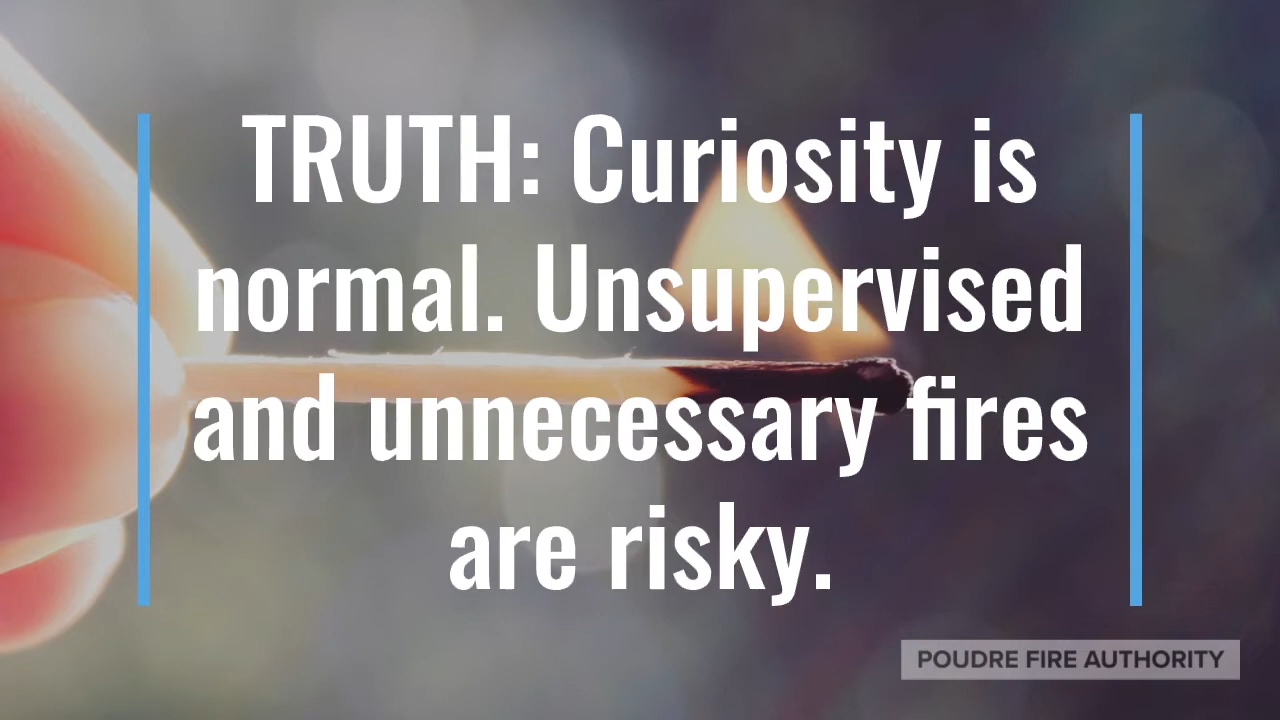 TRUTH: Curiosity is
normal. Unsupervised
and unnecessary fires
are risky.
POUDRE FIRE AUTHORITY